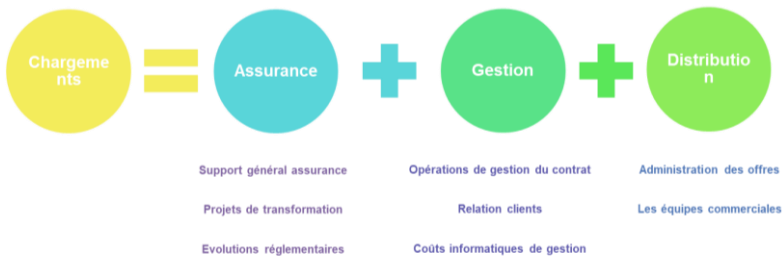 Chargeme
nts
Assurance
Gestion
Distributio
n
Support général assurance
Opérations de gestion du contrat
Administration des offres
Projets de transformation
Relation clients
Les équipes commerciales
Evolutions réglementaires
Coûts informatiques de gestion